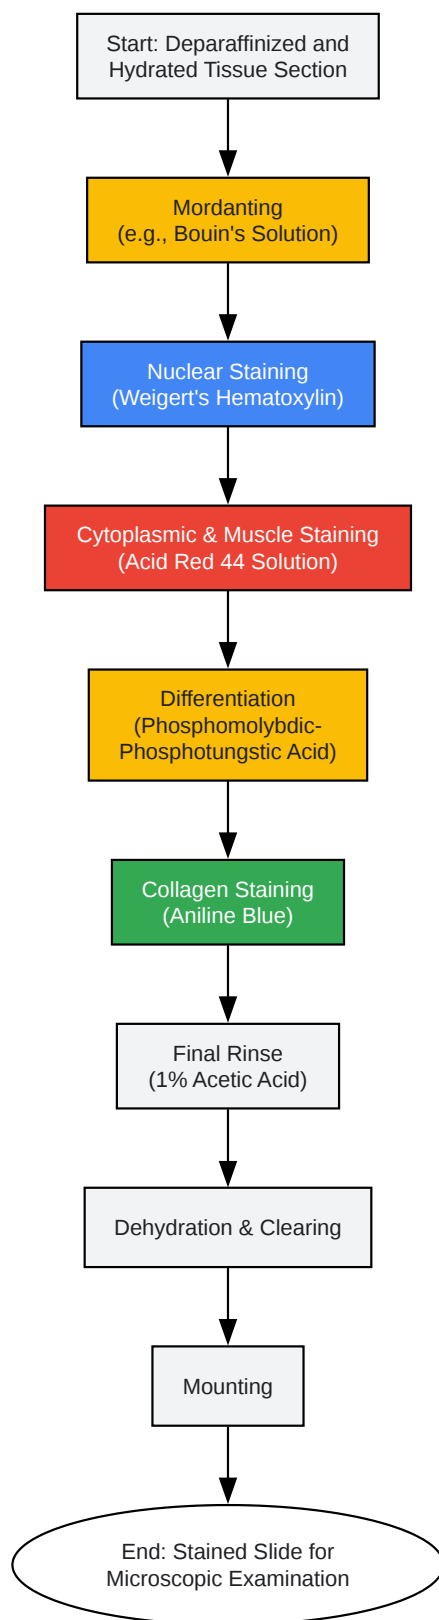 Start: Deparaffinized and
Hydrated Tissue Section
Mordanting
(e.g., Bouin's Solution)
Nuclear Staining
(Weigert's Hematoxylin)
Cytoplasmic & Muscle Staining
(Acid Red 44 Solution)
Differentiation
(Phosphomolybdic-
Phosphotungstic Acid)
Collagen Staining
(Aniline Blue)
Final Rinse
(1% Acetic Acid)
Dehydration & Clearing
Mounting
End: Stained Slide for
Microscopic Examination